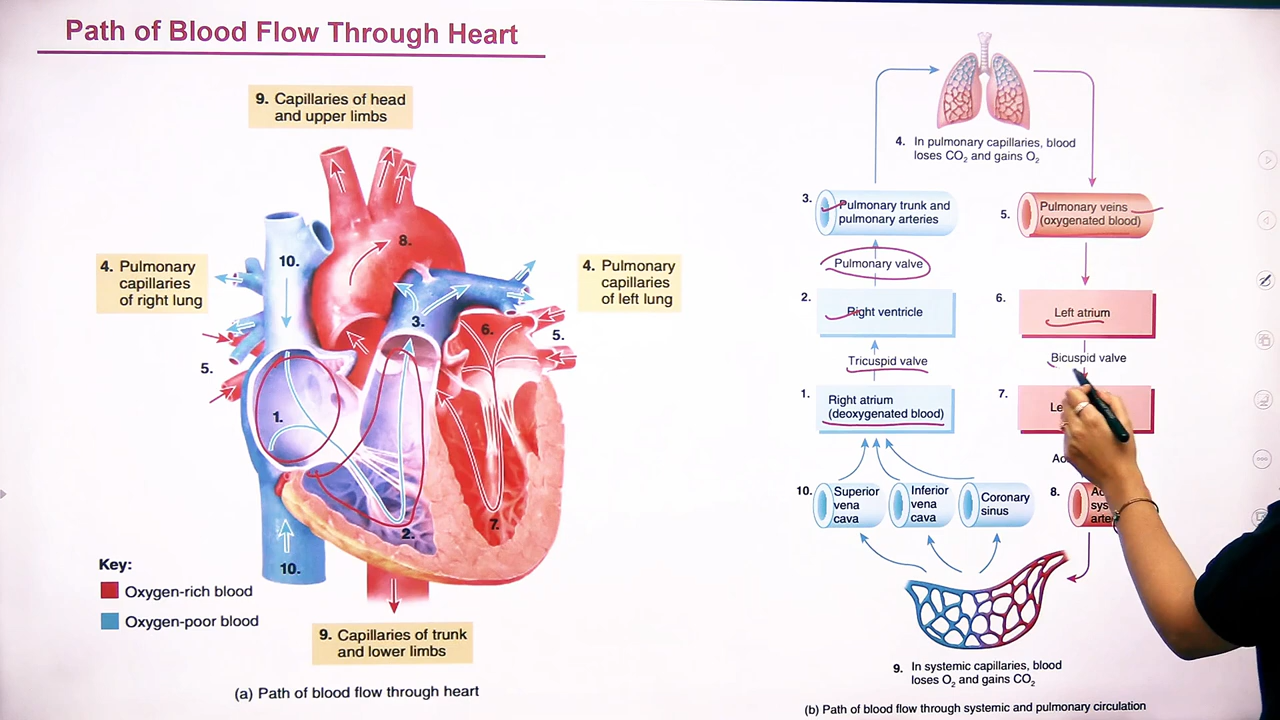 Path of Blood Flow Through Heart
9. Capillaries of head
and upper limbs
4. Pulmonary
capillaries
of right lung
4. Pulmonary
capillaries
of left lung
10.
8.
3.
6.
5.
5.
1.
2.
7.
10.
Key:
Oxygen-rich blood
Oxygen-poor blood
9. Capillaries of trunk
and lower limbs
(a) Path of blood flow through heart
4. In pulmonary capillaries, blood
loses CO₂ and gains O₂
3. Pulmonary trunk and
pulmonary arteries
5. Pulmonary veins
(oxygenated blood)
Pulmonary valve
2. Right ventricle
6. Left atrium
Tricuspid valve
Bicuspid valve
1. Right atrium
(deoxygenated blood)
7.
10. Superior
vena
cava
Inferior
vena
cava
Coronary
sinus
8.
9. In systemic capillaries, blood
loses O₂ and gains CO₂
(b) Path of blood flow through systemic and pulmonary circulation